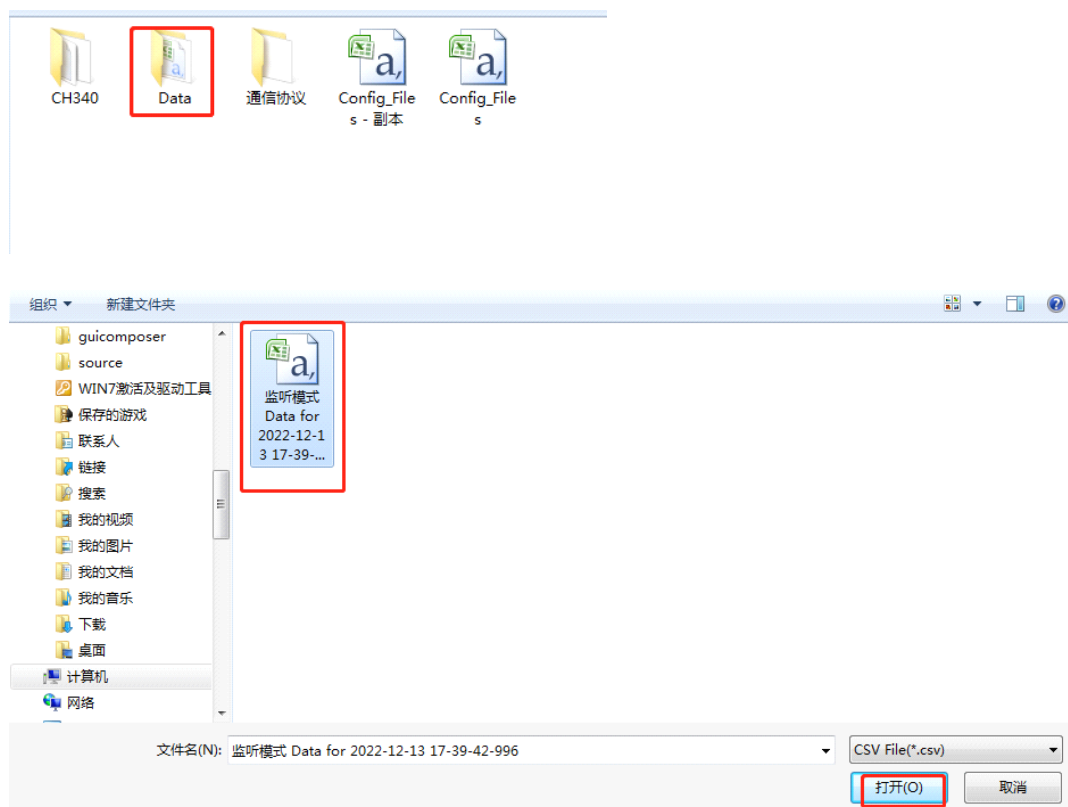 CH340
Data
通信协议
Config_File
s - 副本
Config_File
s
组织
新建文件夹
guicomposer
source
WIN7激活及驱动工具
保存的游戏
联系人
链接
搜索
我的视频
我的图片
我的文档
我的音乐
下载
桌面
计算机
网络
监听模式
Data for
2022-12-1
3 17-39-...
文件名(N):
监听模式 Data for 2022-12-13 17-39-42-996
CSV File(*.csv)
打开(O)
取消